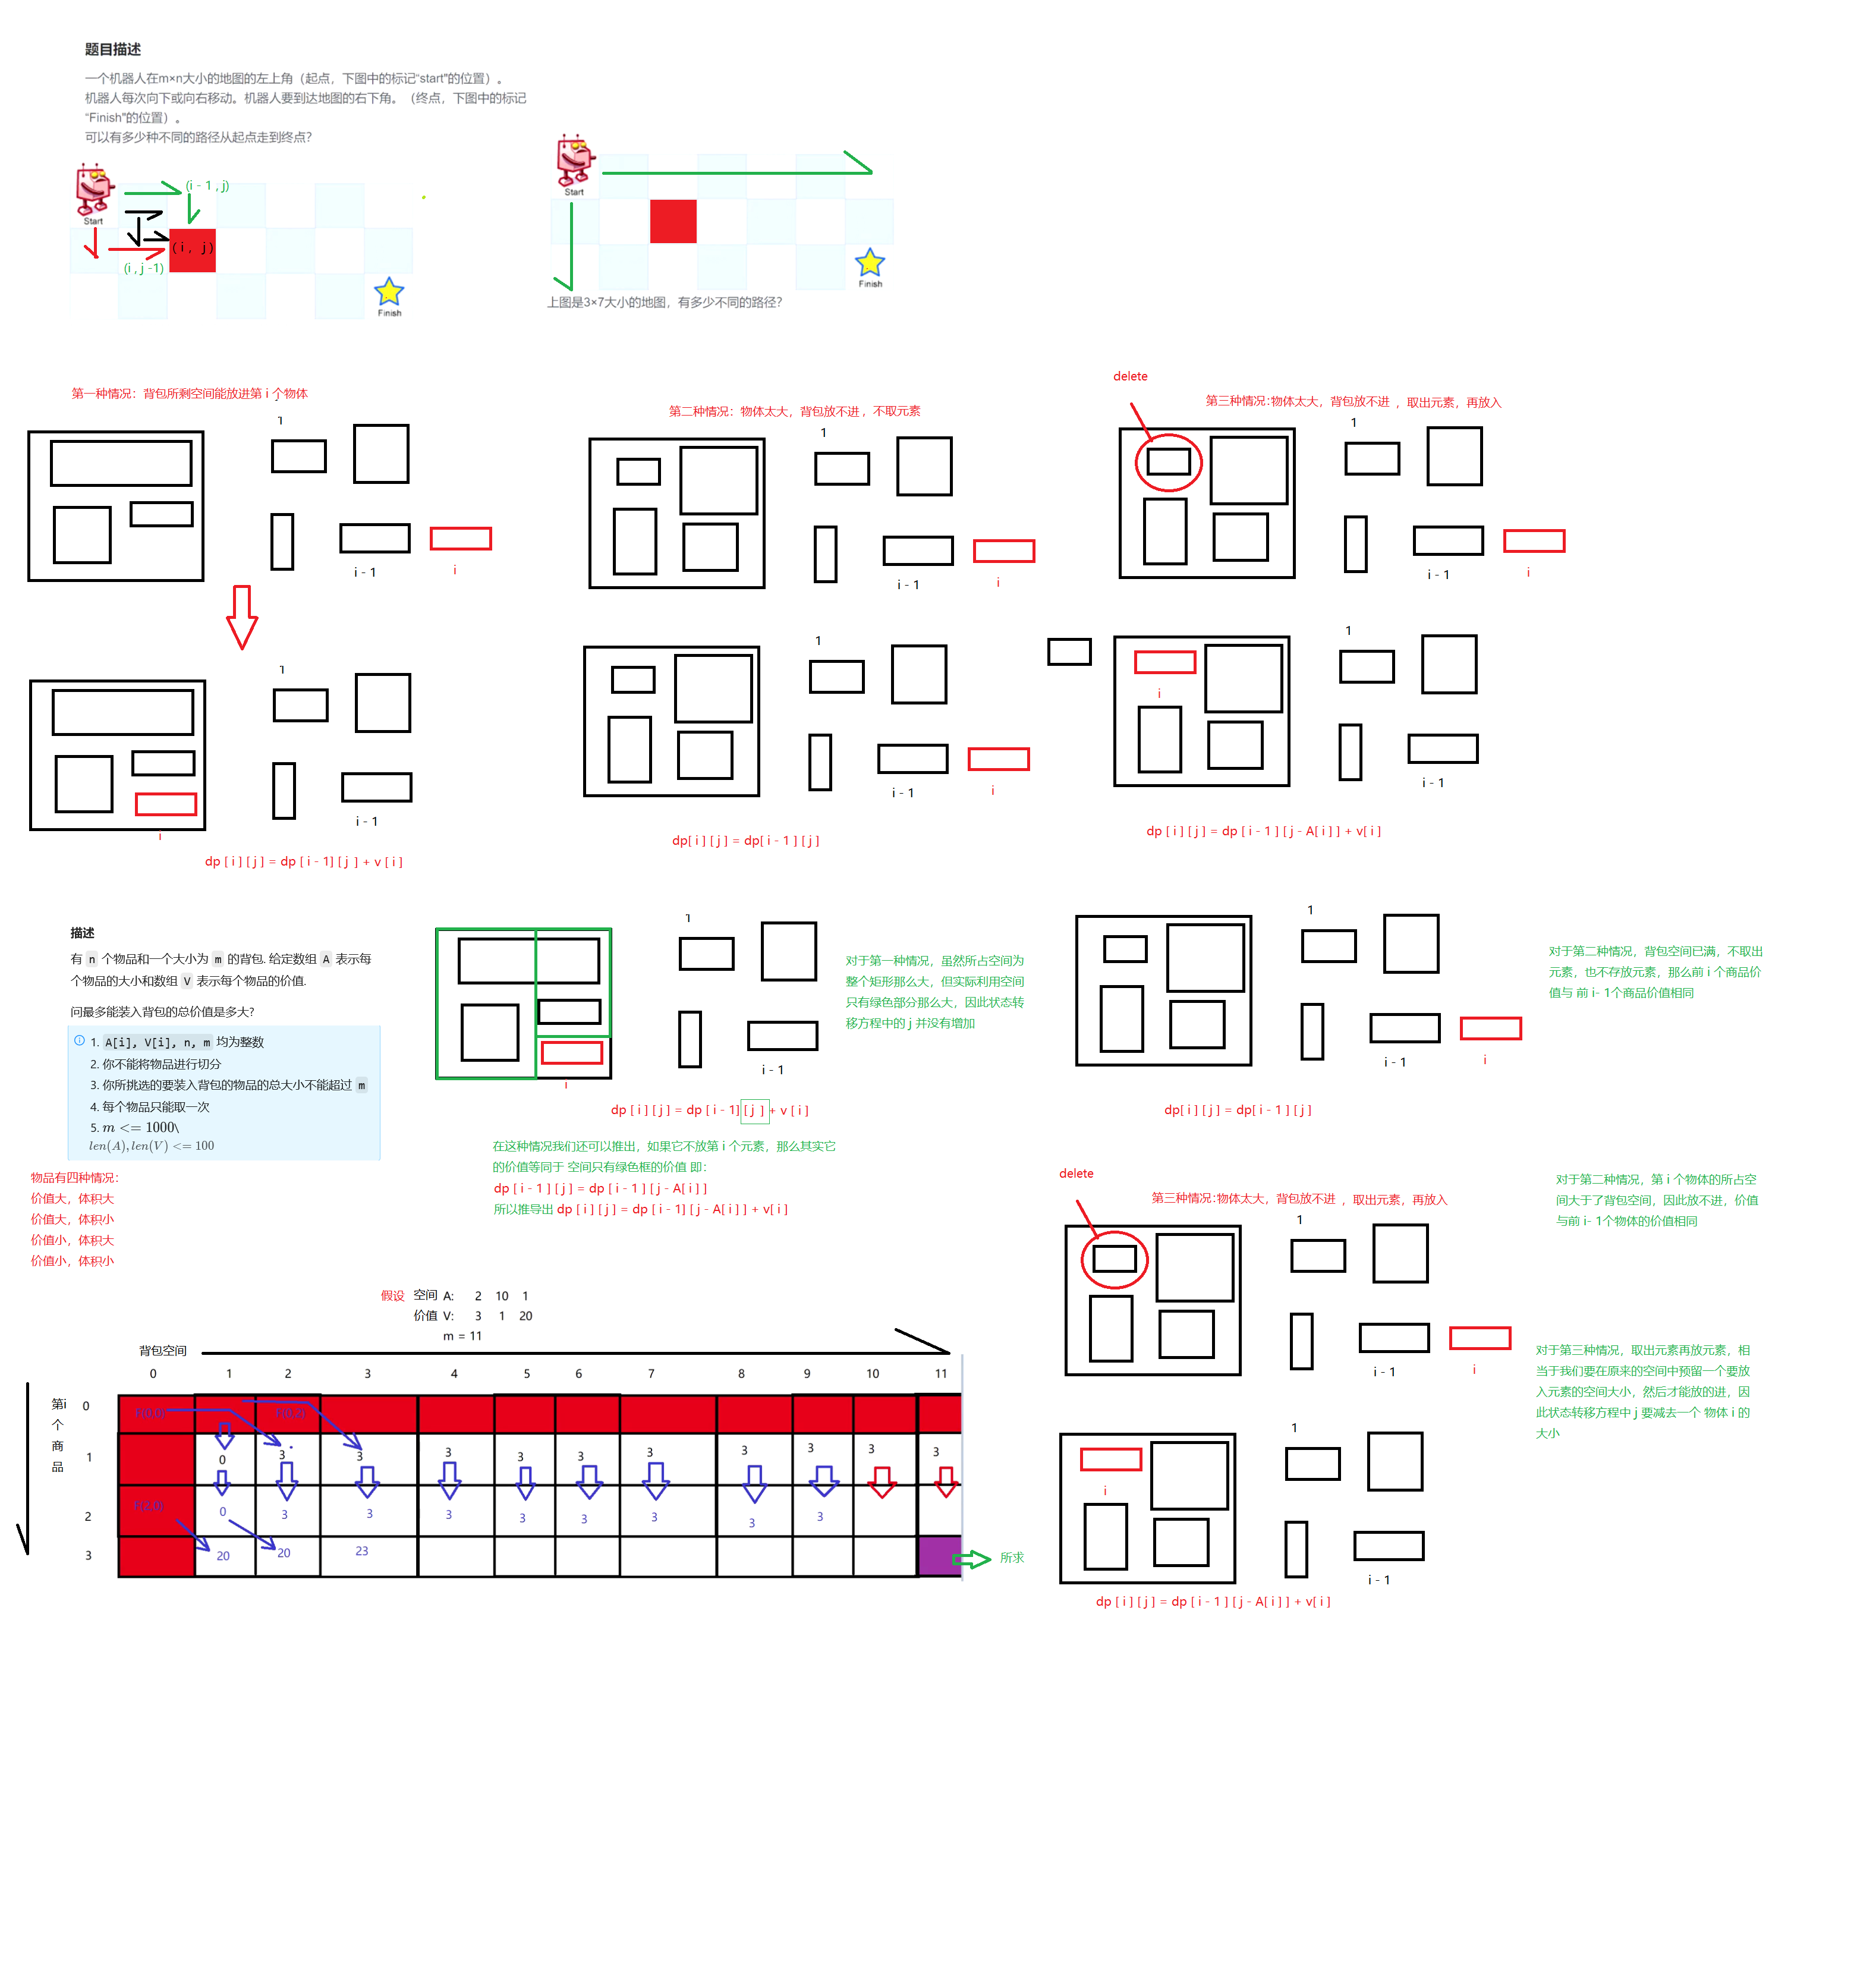 题目描述
一个机器人在m×n大小的地图的左上角（起点，下图中的标记“start"的位置）。
机器人每次向下或向右移动。机器人要到达地图的右下角。（终点，下图中的标记
“Finish"的位置）。
可以有多少种不同的路径从起点走到终点？
Start
(i - 1 , j)
( i , j )
(i , j -1)
Finish
Start
Finish
上图是3×7大小的地图，有多少不同的路径？
第一种情况：背包所剩空间能放进第 i 个物体
1
i - 1
i
1
i - 1
i
dp [ i ] [ j ] = dp [ i - 1] [ j ] + v [ i ]
第二种情况：物体太大，背包放不进 ，不取元素
1
i - 1
i
1
i - 1
i
dp[ i ] [ j ] = dp[ i - 1 ] [ j ]
delete
第三种情况:物体太大，背包放不进 ，取出元素，再放入
1
i - 1
i
1
i
i - 1
dp [ i ] [ j ] = dp [ i - 1 ] [ j - A[ i ] ] + v[ i ]
描述
有 n 个物品和一个大小为 m 的背包. 给定数组 A 表示每
个物品的大小和数组 V 表示每个物品的价值.
问最多能装入背包的总价值是多大?
1. A[i], V[i], n, m 均为整数
2. 你不能将物品进行切分
3. 你所挑选的要装入背包的物品的总大小不能超过 m
4. 每个物品只能取一次
5. m <= 1000\
len(A), len(V) <= 100
物品有四种情况：
价值大，体积大
价值大，体积小
价值小，体积大
价值小，体积小
1
i - 1
i
对于第一种情况，虽然所占空间为
整个矩形那么大，但实际利用空间
只有绿色部分那么大，因此状态转
移方程中的 j 并没有增加
dp [ i ] [ j ] = dp [ i - 1] [ j ] + v [ i ]
在这种情况我们还可以推出，如果它不放第 i 个元素，那么其实它
的价值等同于 空间只有绿色框的价值 即：
dp [ i - 1 ] [ j ] = dp [ i - 1 ] [ j - A[ i ] ]
所以推导出 dp [ i ] [ j ] = dp [ i - 1] [ j - A[ i ] ] + v[ i ]
1
i - 1
i
对于第二种情况，背包空间已满，不取出
元素，也不存放元素，那么前 i 个商品价
值与 前 i - 1个商品价值相同
dp[ i ] [ j ] = dp[ i - 1 ] [ j ]
对于第二种情况，第 i 个物体的所占空
间大于了背包空间，因此放不进，价值
与前 i - 1个物体的价值相同
delete
第三种情况:物体太大，背包放不进 ，取出元素，再放入
1
i - 1
i
对于第三种情况，取出元素再放元素，相
当于我们要在原来的空间中预留一个要放
入元素的空间大小，然后才能放的进，因
此状态转移方程中 j 要减去一个 物体 i 的
大小
1
i
i - 1
dp [ i ] [ j ] = dp [ i - 1 ] [ j - A[ i ] ] + v[ i ]
假设 空间 A: 2 10 1
价值 V: 3 1 20
m = 11
背包空间
0 1 2 3 4 5 6 7 8 9 10 11
第i
个
商
品
0 F(0,0) F(0,2)
1 0 3 3 3 3 3 3 3 3 3 3
2 F(2,0) 0 3 3 3 3 3 3 3 3
3 20 20 23
所求